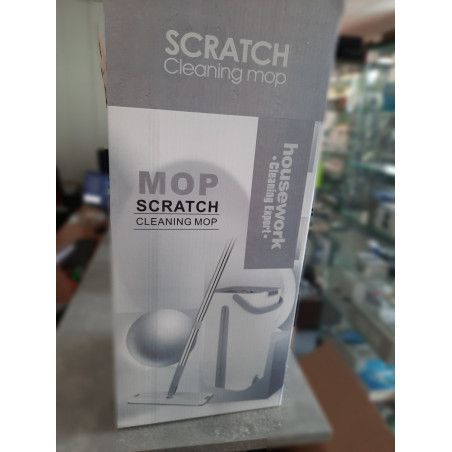 SCRATCH
Cleaning mop
housework
• Cleaning Expert •
MOP
SCRATCH
CLEANING MOP